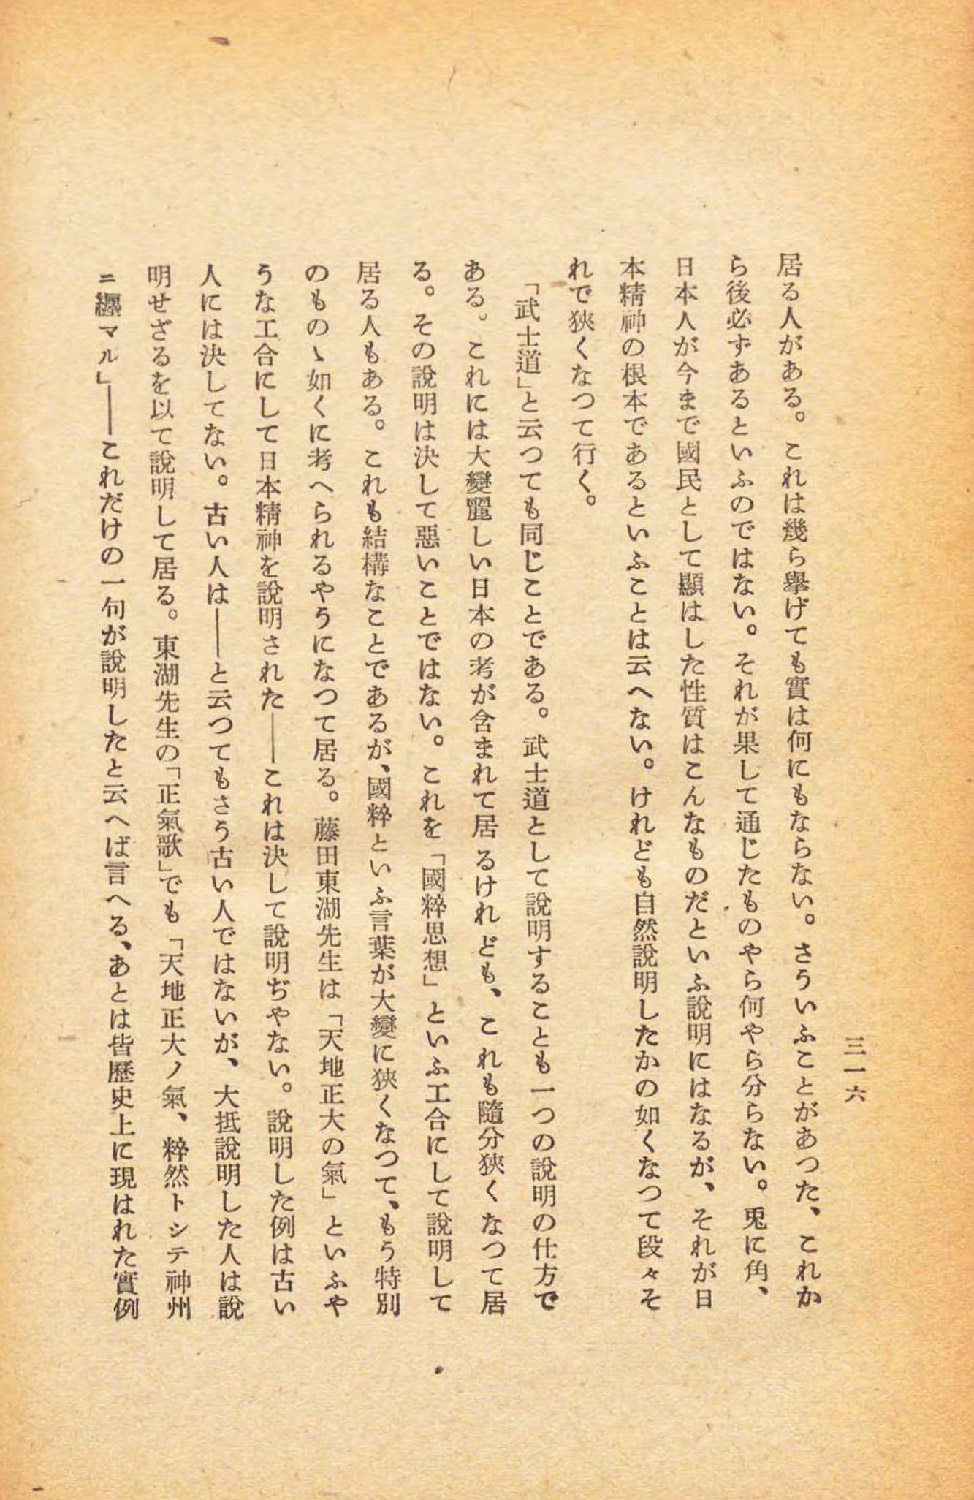 三一六
居る人がある。これは幾ら擧げても實は何にもならない。さういふことがあつた、これか
ら後必ずあるといふのではない。それが果して通じたものやら何やら分らない。兎に角、
日本人が今まで國民として顯はした性質はこんなものだといふ說明にはなるが、それが日
本精神の根本であるといふことは云へない。けれども自然說明したかの如くなつて段々そ
れで狹くなつて行く。
「武士道」と云つても同じことである。武士道として說明することも一つの說明の仕方で
ある。これには大變麗しい日本の考が含まれて居るけれども、これも隨分狹くなつて居
る。その說明は決して惡いことではない。これを「國粹思想」といふ工合にして說明して
居る人もある。これも結構なことであるが、國粹といふ言葉が大變に狹くなつて、もう特別
のものゝ如くに考へられるやうになつて居る。藤田東湖先生は「天地正大の氣」といふや
うな工合にして日本精神を說明された――これは決して說明ぢやない。說明した例は古い
人には決してない。古い人は――と云つてもさう古い人ではないが、大抵說明した人は說
明せざるを以て說明して居る。東湖先生の「正氣歌」でも「天地正大ノ氣、粹然トシテ神州
ニ纒マル」――これだけの一句が說明したと云へば言へる、あとは皆歷史上に現はれた實例